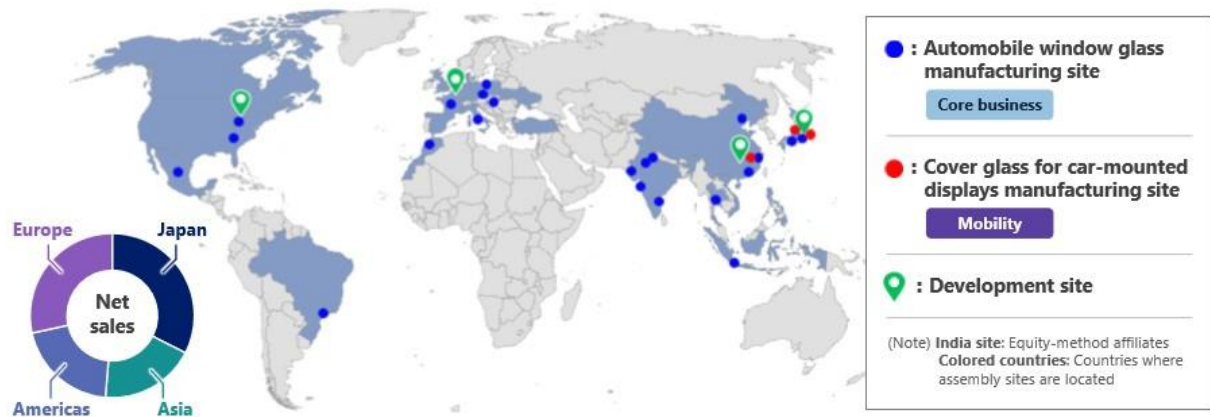 : Automobile window glass
manufacturing site
Core business
: Cover glass for car-mounted
displays manufacturing site
Mobility
: Development site
(Note) India site: Equity-method affiliates
Colored countries: Countries where
assembly sites are located
Europe
Japan
Net
sales
Americas
Asia